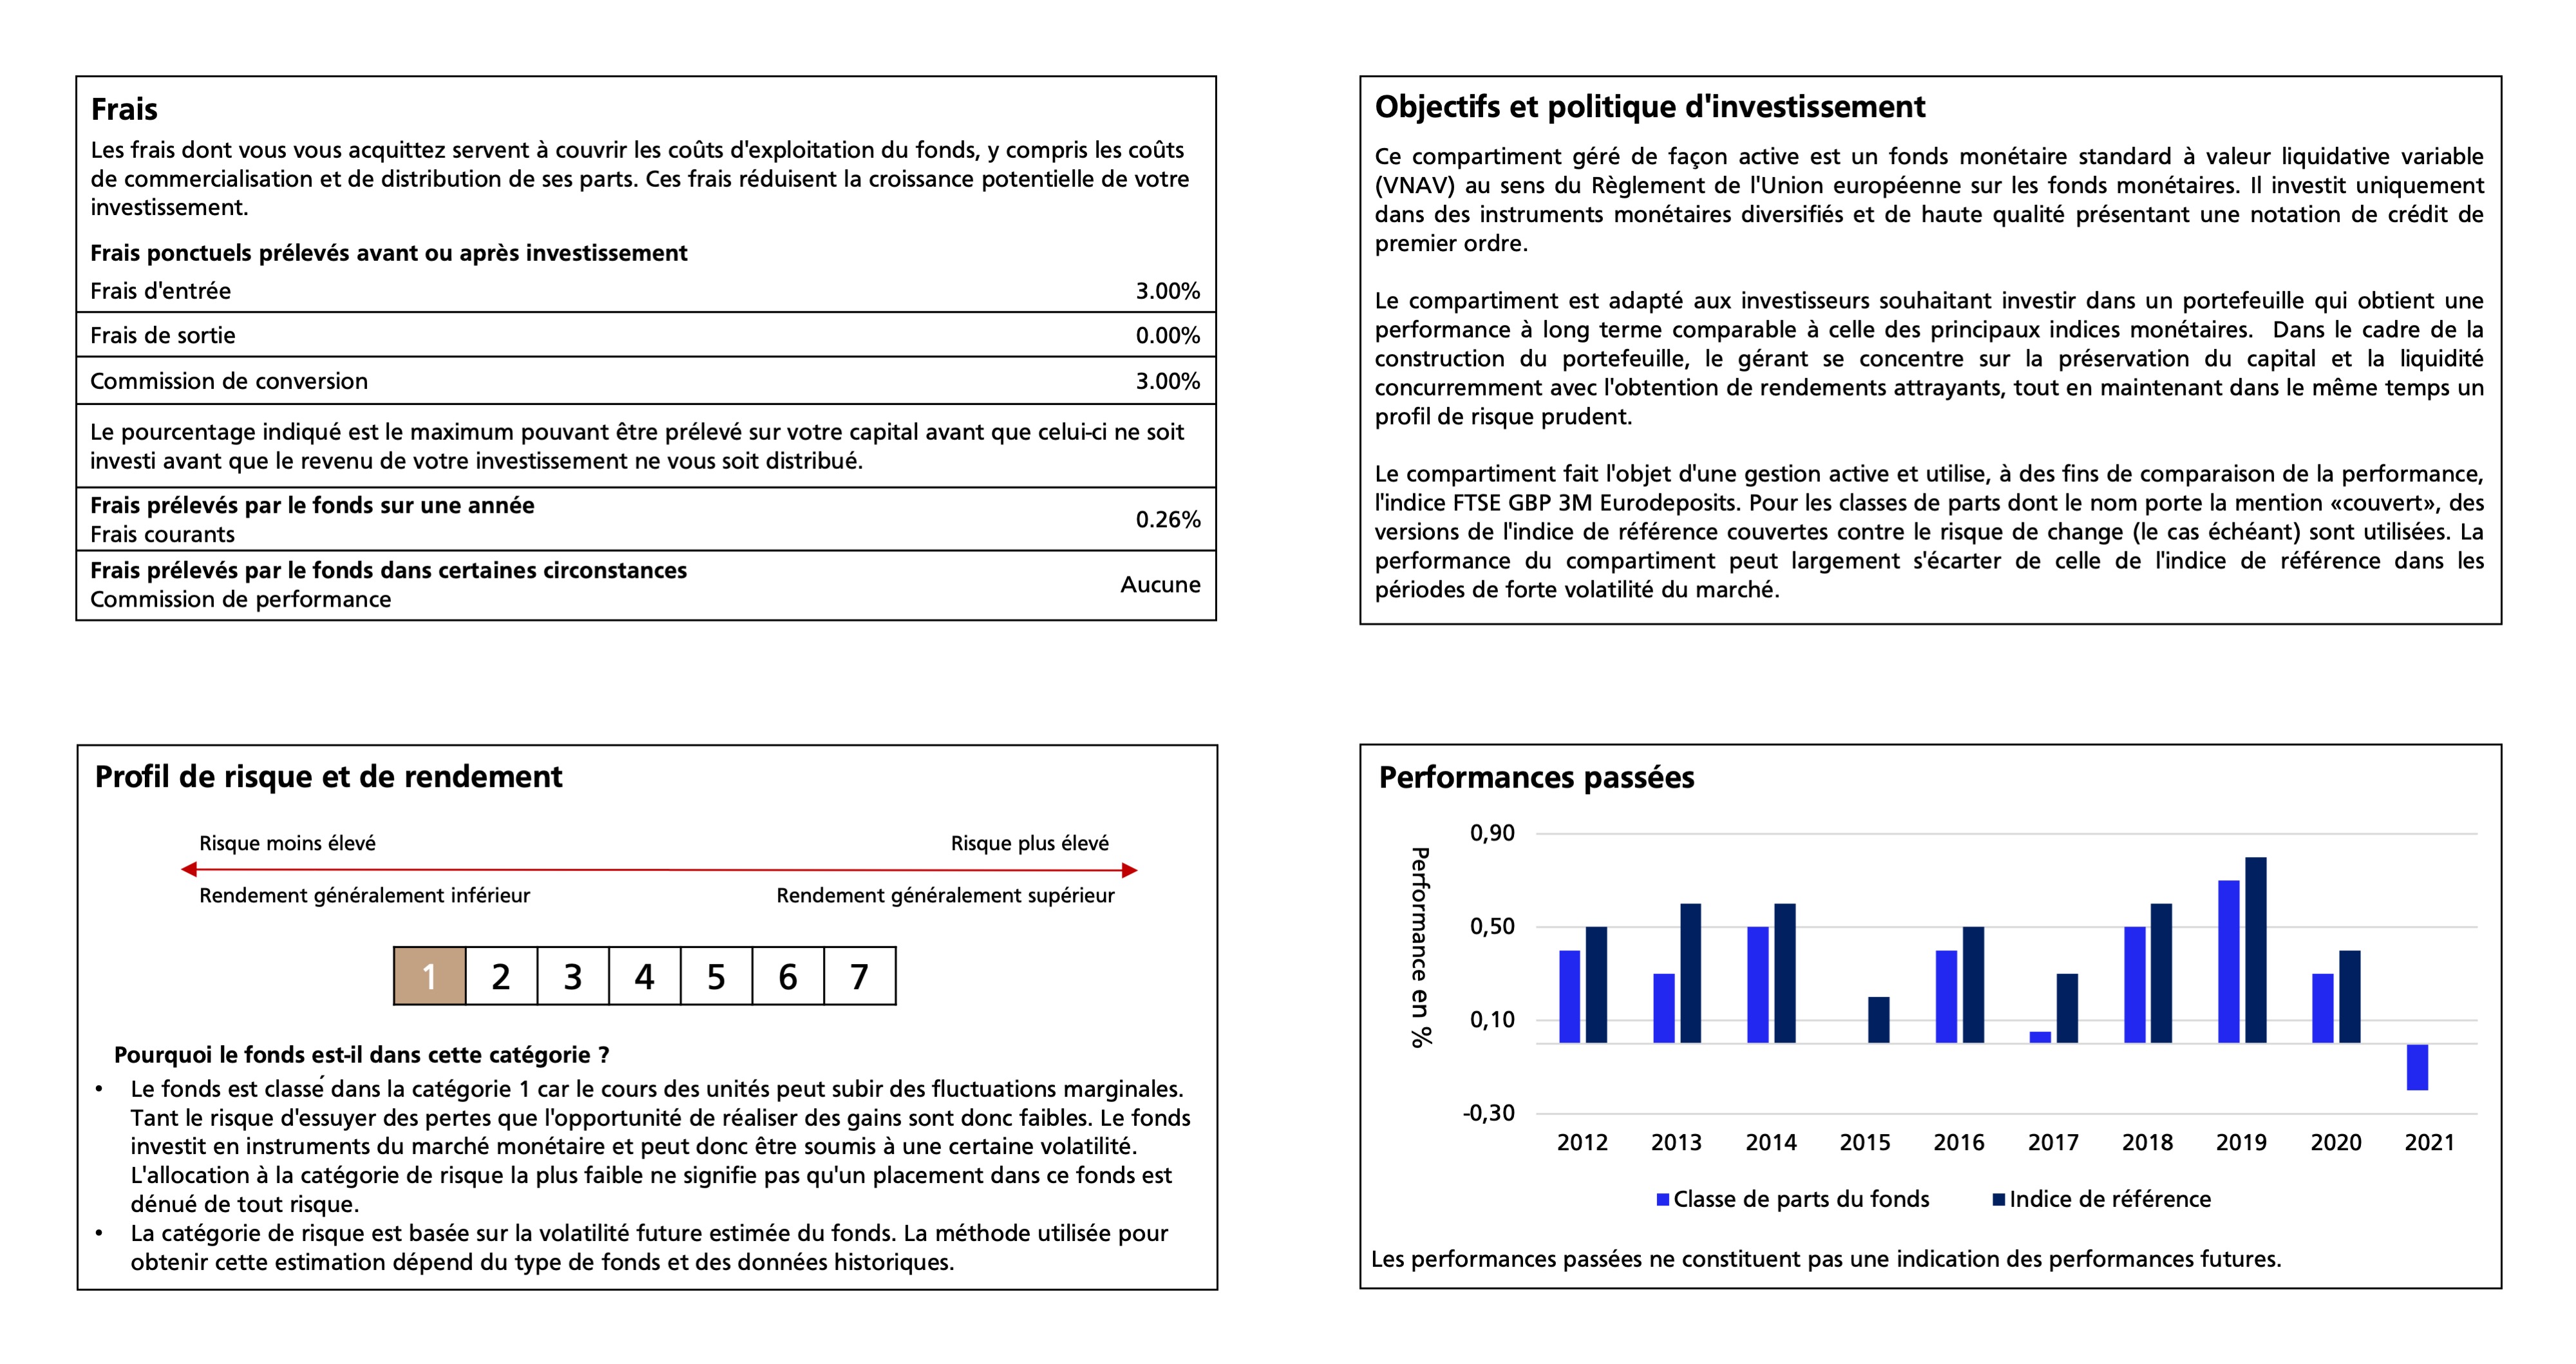 Frais
Les frais dont vous vous acquittez servent à couvrir les coûts d'exploitation du fonds, y compris les coûts
de commercialisation et de distribution de ses parts. Ces frais réduisent la croissance potentielle de votre
investissement.
Frais ponctuels prélevés avant ou après investissement
Frais d'entrée 3.00%
Frais de sortie 0.00%
Commission de conversion 3.00%
Le pourcentage indiqué est le maximum pouvant être prélevé sur votre capital avant que celui-ci ne soit
investi avant que le revenu de votre investissement ne vous soit distribué.
Frais prélevés par le fonds sur une année
Frais courants 0.26%
Frais prélevés par le fonds dans certaines circonstances
Commission de performance Aucune
Objectifs et politique d'investissement
Ce compartiment géré de façon active est un fonds monétaire standard à valeur liquidative variable
(VNAV) au sens du Règlement de l'Union européenne sur les fonds monétaires. Il investit uniquement
dans des instruments monétaires diversifiés et de haute qualité présentant une notation de crédit de
premier ordre.
Le compartiment est adapté aux investisseurs souhaitant investir dans un portefeuille qui obtient une
performance à long terme comparable à celle des principaux indices monétaires. Dans le cadre de la
construction du portefeuille, le gérant se concentre sur la préservation du capital et la liquidité
concurremment avec l'obtention de rendements attrayants, tout en maintenant dans le même temps un
profil de risque prudent.
Le compartiment fait l'objet d'une gestion active et utilise, à des fins de comparaison de la performance,
l'indice FTSE GBP 3M Eurodeposits. Pour les classes de parts dont le nom porte la mention «couvert», des
versions de l'indice de référence couvertes contre le risque de change (le cas échéant) sont utilisées. La
performance du compartiment peut largement s'écarter de celle de l'indice de référence dans les
périodes de forte volatilité du marché.
Profil de risque et de rendement
Risque moins élevé Risque plus élevé
Rendement généralement inférieur Rendement généralement supérieur
1 2 3 4 5 6 7
Pourquoi le fonds est-il dans cette catégorie ?
• Le fonds est classé dans la catégorie 1 car le cours des unités peut subir des fluctuations marginales.
Tant le risque d'essuyer des pertes que l'opportunité de réaliser des gains sont donc faibles. Le fonds
investit en instruments du marché monétaire et peut donc être soumis à une certaine volatilité.
L'allocation à la catégorie de risque la plus faible ne signifie pas qu'un placement dans ce fonds est
dénué de tout risque.
• La catégorie de risque est basée sur la volatilité future estimée du fonds. La méthode utilisée pour
obtenir cette estimation dépend du type de fonds et des données historiques.
Performances passées
Performance en %
0,90
0,50
0,10
-0,30
2012 2013 2014 2015 2016 2017 2018 2019 2020 2021
Classe de parts du fonds Indice de référence
Les performances passées ne constituent pas une indication des performances futures.